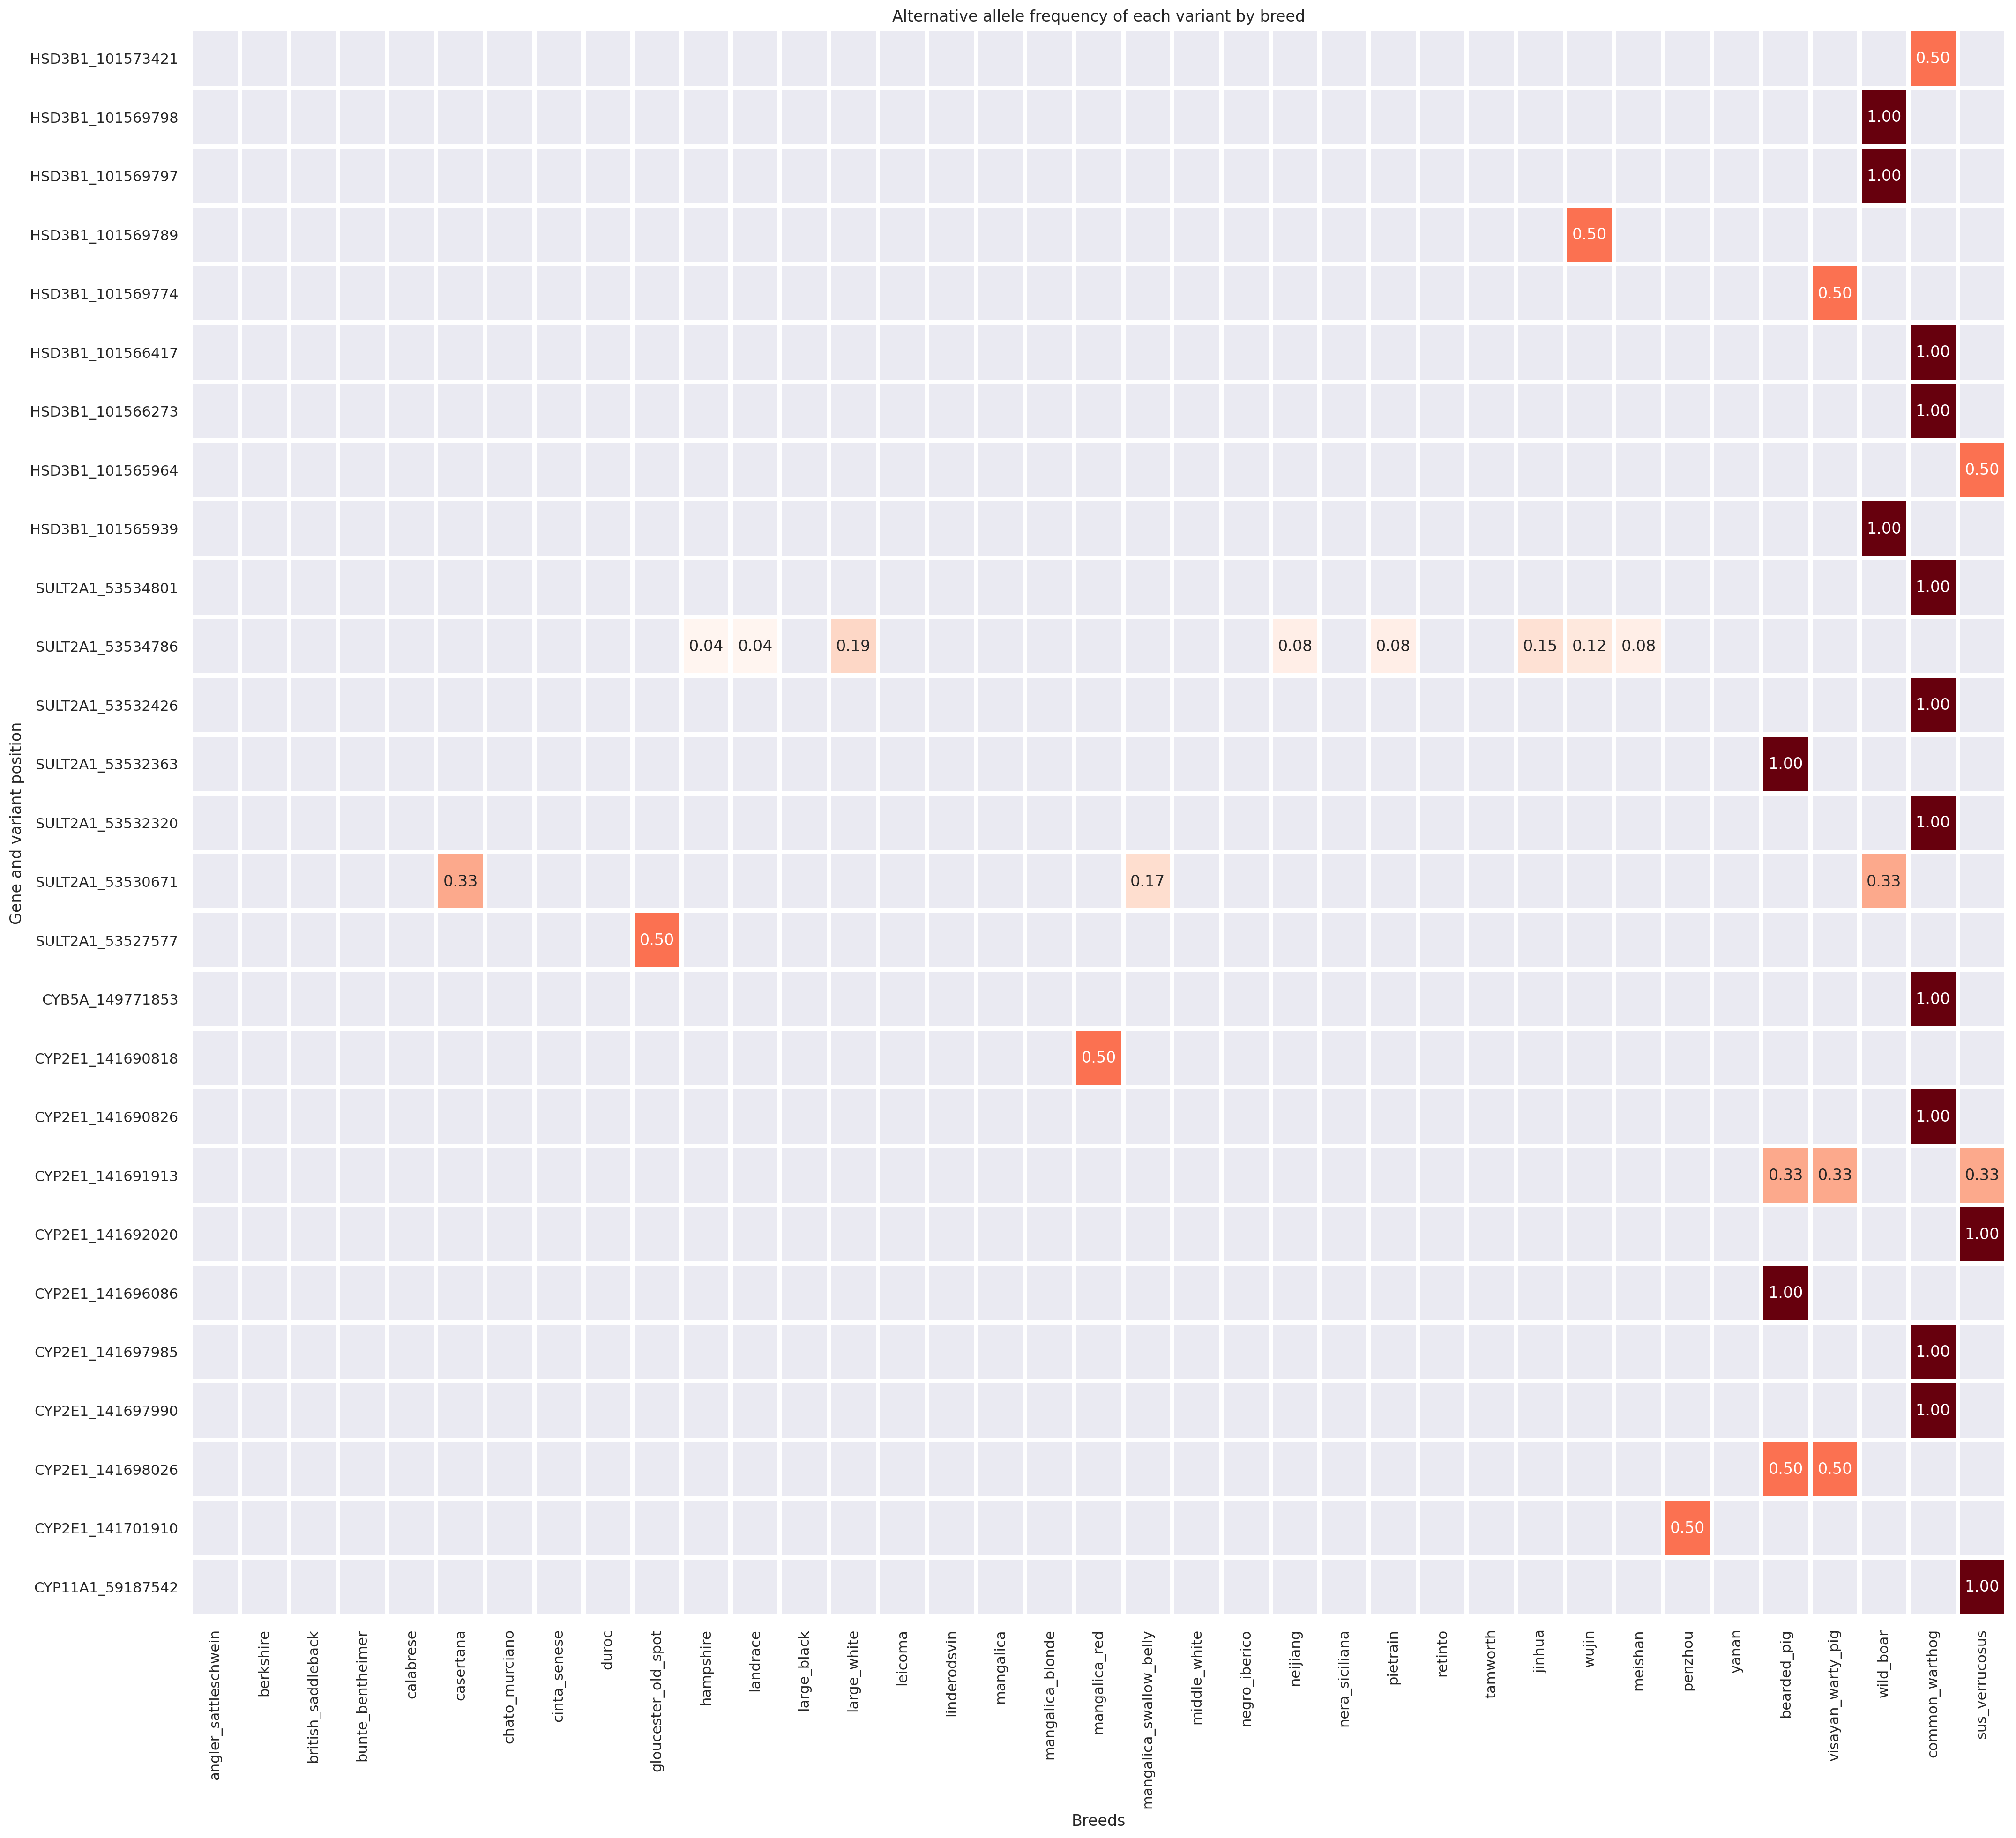 Alternative allele frequency of each variant by breed
Gene and variant position
HSD3B1_101573421 0.50
HSD3B1_101569798 1.00
HSD3B1_101569797 1.00
HSD3B1_101569789 0.50
HSD3B1_101569774 0.50
HSD3B1_101566417 1.00
HSD3B1_101566273 1.00
HSD3B1_101565964 0.50
HSD3B1_101565939 1.00
SULT2A1_53534801 1.00
SULT2A1_53534786 0.04 0.04 0.19 0.08 0.08 0.15 0.12 0.08
SULT2A1_53532426 1.00
SULT2A1_53532363 1.00
SULT2A1_53532320 1.00
SULT2A1_53530671 0.33 0.17 0.33
SULT2A1_53527577 0.50
CYB5A_149771853 1.00
CYP2E1_141690818 0.50
CYP2E1_141690826 1.00
CYP2E1_141691913 0.33 0.33 0.33
CYP2E1_141692020 1.00
CYP2E1_141696086 1.00
CYP2E1_141697985 1.00
CYP2E1_141697990 1.00
CYP2E1_141698026 0.50 0.50
CYP2E1_141701910 0.50
CYP11A1_59187542 1.00
angler_sattleschwein
berkshire
british_saddleback
bunte_bentheimer
calabrese
casertana
chato_murciano
cinta_senese
duroc
gloucester_old_spot
hampshire
landrace
large_black
large_white
leicoma
linderodsvin
mangalica
mangalica_blonde
mangalica_red
mangalica_swallow_belly
middle_white
negro_iberico
neijiang
nera_siciliana
pietrain
retinto
tamworth
jinhua
wujin
meishan
penzhou
yanan
bearded_pig
visayan_warty_pig
wild_boar
common_warthog
sus_verrucosus
Breeds